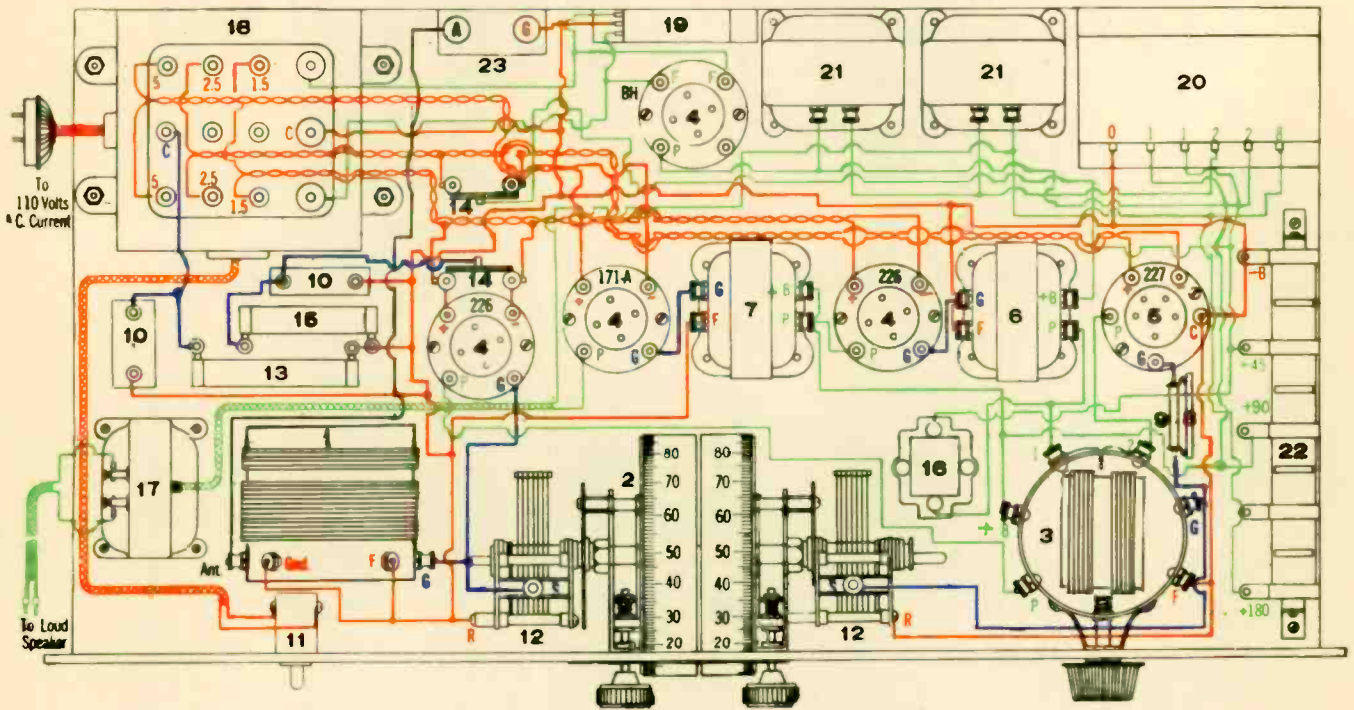 18
5
2.5
1.5
C
C
5
2.5
1.5
To
110 Volts
A.C. Current
A
G
23
19
F
F
BH
4
P
21
21
20
0
1
1
2
2
8
14
10
10
15
13
14
226
+
-
4
P
G
171-A
+
-
4
P
G
G
F
7
+B
P
226
+
-
4
P
G
G
F
6
+B
P
227
5
P
G
C
-B
+45
+90
+180
22
9
8
16
17
To Loud
Speaker
1
Ant.
Gnd.
F
G
11
R
S
12
2
80
70
60
50
40
30
20
80
70
60
50
40
30
20
S
12
R
1
2
+B
3
G
P
F